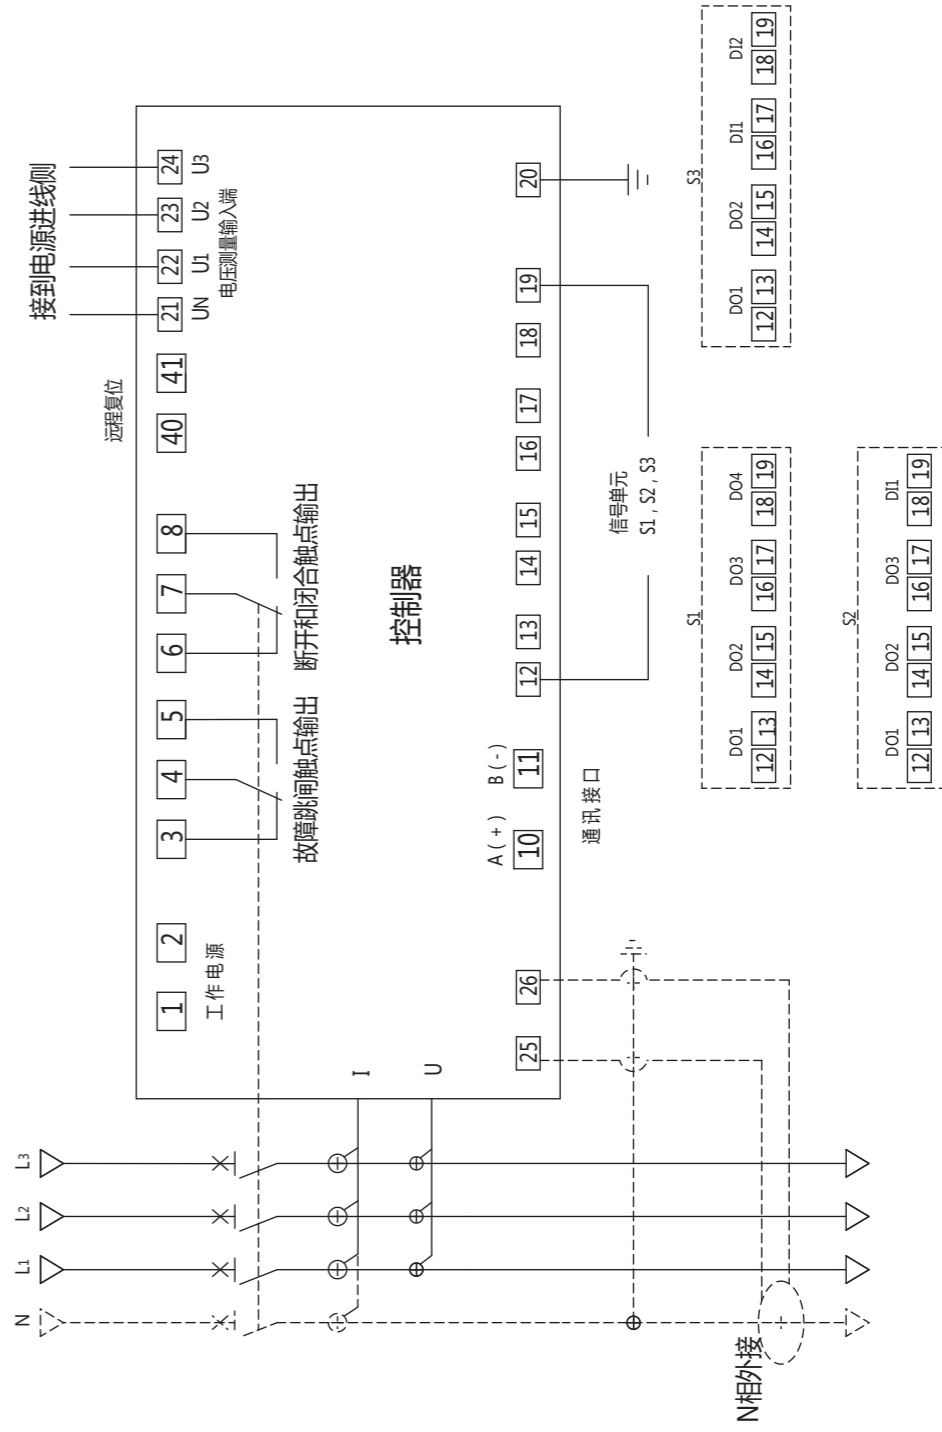 接到电源进线侧
24 U3
23 U2
22 U1
21 UN
电压测量输入端
远程复位
41
40
8
7
6
断开和闭合触点输出
5
4
3
故障跳闸触点输出
2
1
工作电源
控制器
I
U
20
19
18
17
16
15
14
13
12
信号单元
S1,S2,S3
B(-)
11
A(+)
10
通讯接口
26
25
L3
L2
L1
N
N相外接
S1
DO1 DO2 DO3 DO4
12 13 14 15 16 17 18 19
S2
DO1 DO2 DO3 DI1
12 13 14 15 16 17 18 19
S3
DO1 DO2 DI1 DI2
12 13 14 15 16 17 18 19